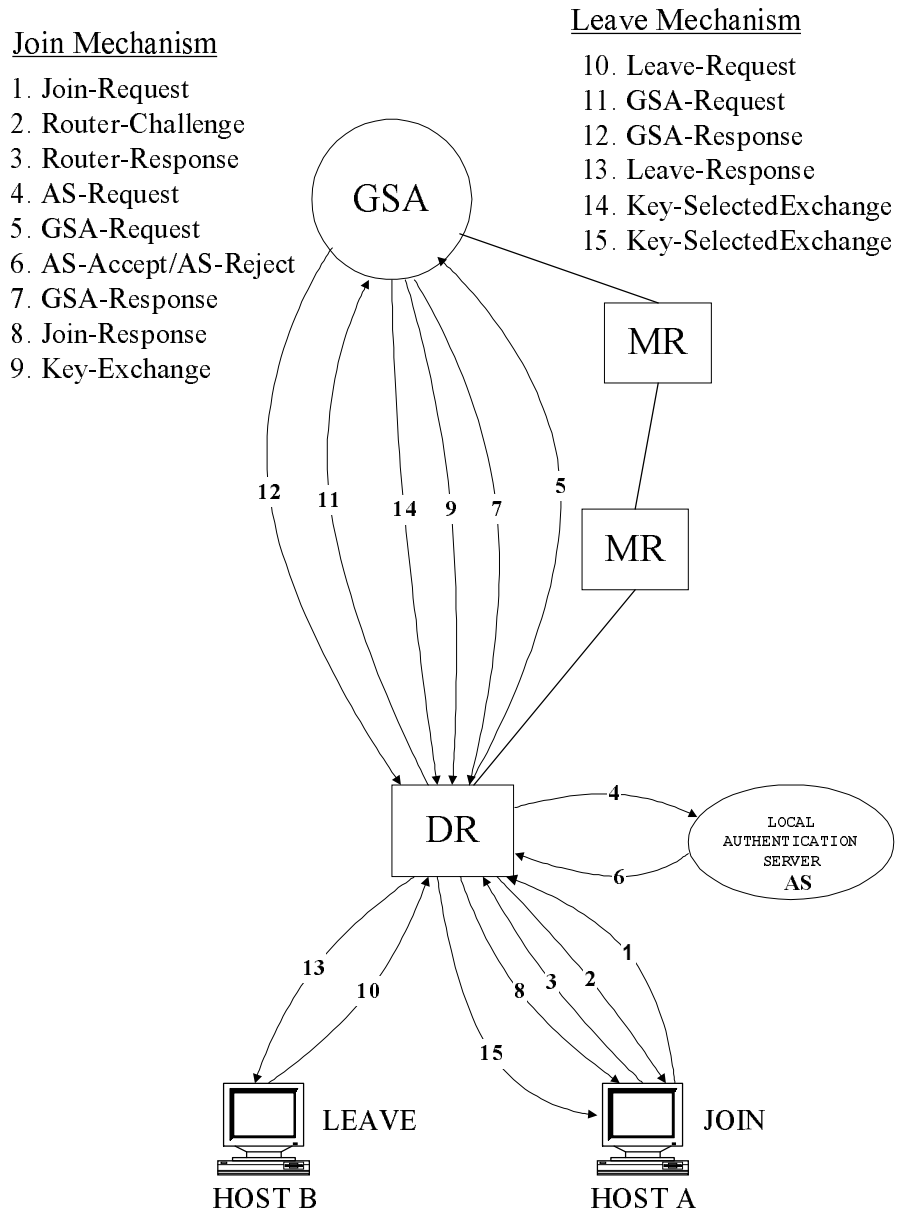 Join Mechanism
1. Join-Request
2. Router-Challenge
3. Router-Response
4. AS-Request
5. GSA-Request
6. AS-Accept/AS-Reject
7. GSA-Response
8. Join-Response
9. Key-Exchange
Leave Mechanism
10. Leave-Request
11. GSA-Request
12. GSA-Response
13. Leave-Response
14. Key-SelectedExchange
15. Key-SelectedExchange
GSA
MR
MR
12
11
14
9
7
5
DR
4
6
LOCAL
AUTHENTICATION
SERVER
AS
13
10
15
8
3
2
1
LEAVE
JOIN
HOST B
HOST A